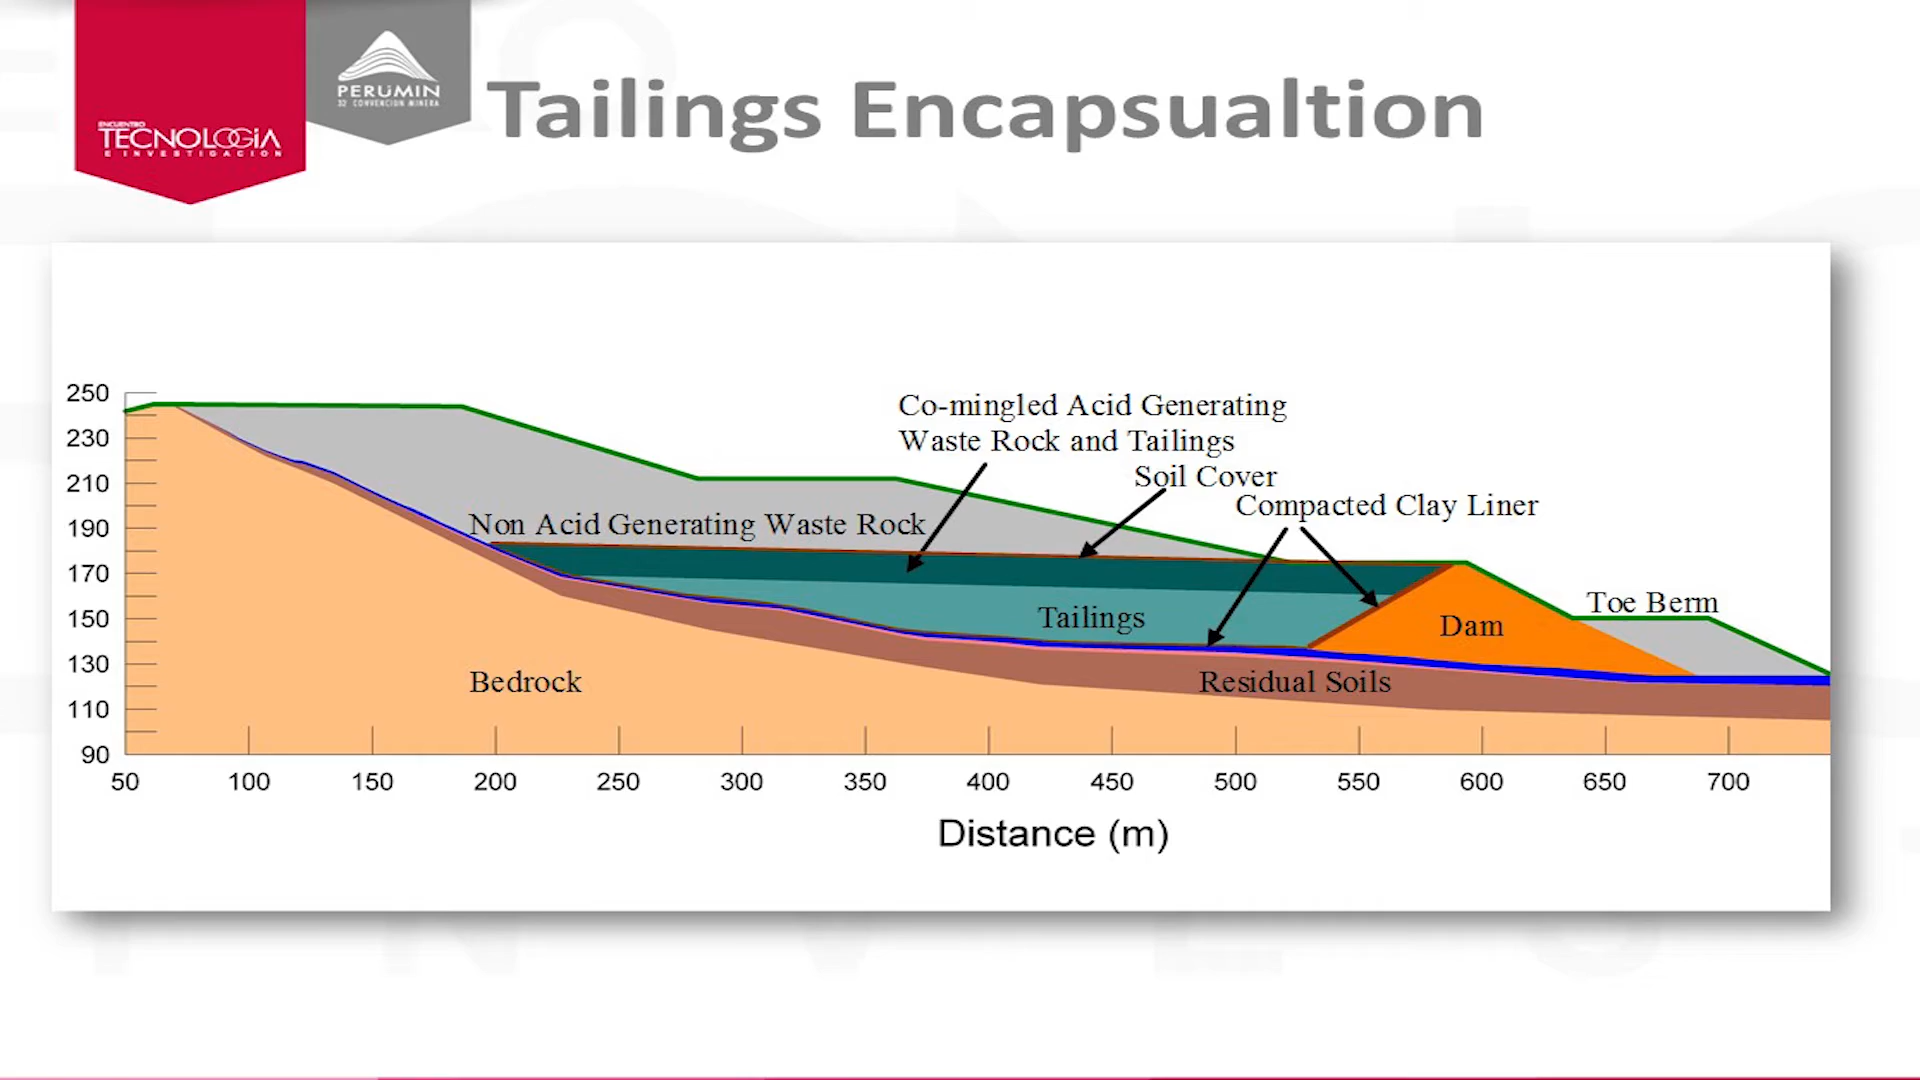 ENCUENTRO
TECNOLOGiA
E INVESTIGACION
PERUMIN
32 CONVENCION MINERA
Tailings Encapsualtion
Co-mingled Acid Generating
Waste Rock and Tailings
Soil Cover
Compacted Clay Liner
Non Acid Generating Waste Rock
Toe Berm
Tailings
Dam
Bedrock
Residual Soils
250
230
210
190
170
150
130
110
90
50 100 150 200 250 300 350 400 450 500 550 600 650 700
Distance (m)